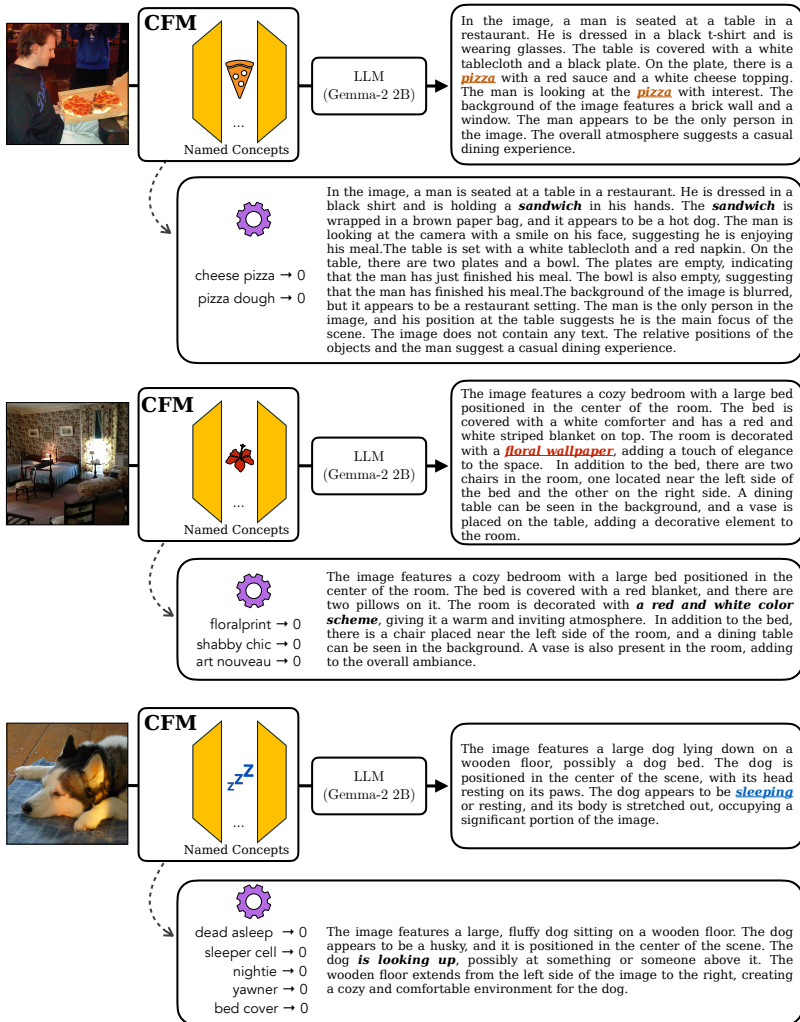 CFM
...
Named Concepts
LLM
(Gemma-2 2B)
In the image, a man is seated at a table in a
restaurant. He is dressed in a black t-shirt and is
wearing glasses. The table is covered with a white
tablecloth and a black plate. On the plate, there is a
pizza with a red sauce and a white cheese topping.
The man is looking at the pizza with interest. The
background of the image features a brick wall and a
window. The man appears to be the only person in
the image. The overall atmosphere suggests a casual
dining experience.
cheese pizza → 0
pizza dough → 0
In the image, a man is seated at a table in a restaurant. He is dressed in a
black shirt and is holding a sandwich in his hands. The sandwich is
wrapped in a brown paper bag, and it appears to be a hot dog. The man is
looking at the camera with a smile on his face, suggesting he is enjoying
his meal.The table is set with a white tablecloth and a red napkin. On the
table, there are two plates and a bowl. The plates are empty, indicating
that the man has just finished his meal. The bowl is also empty, suggesting
that the man has finished his meal.The background of the image is blurred,
but it appears to be a restaurant setting. The man is the only person in the
image, and his position at the table suggests he is the main focus of the
scene. The image does not contain any text. The relative positions of the
objects and the man suggest a casual dining experience.
CFM
...
Named Concepts
LLM
(Gemma-2 2B)
The image features a cozy bedroom with a large bed
positioned in the center of the room. The bed is
covered with a white comforter and has a red and
white striped blanket on top. The room is decorated
with a floral wallpaper, adding a touch of elegance
to the space. In addition to the bed, there are two
chairs in the room, one located near the left side of
the bed and the other on the right side. A dining
table can be seen in the background, and a vase is
placed on the table, adding a decorative element to
the room.
floralprint → 0
shabby chic → 0
art nouveau → 0
The image features a cozy bedroom with a large bed positioned in the
center of the room. The bed is covered with a red blanket, and there are
two pillows on it. The room is decorated with a red and white color
scheme, giving it a warm and inviting atmosphere. In addition to the bed,
there is a chair placed near the left side of the room, and a dining table
can be seen in the background. A vase is also present in the room, adding
to the overall ambiance.
CFM
zzZ
...
Named Concepts
LLM
(Gemma-2 2B)
The image features a large dog lying down on a
wooden floor, possibly a dog bed. The dog is
positioned in the center of the scene, with its head
resting on its paws. The dog appears to be sleeping
or resting, and its body is stretched out, occupying a
significant portion of the image.
dead asleep → 0
sleeper cell → 0
nightie → 0
yawner → 0
bed cover → 0
The image features a large, fluffy dog sitting on a wooden floor. The dog
appears to be a husky, and it is positioned in the center of the scene. The
dog is looking up, possibly at something or someone above it. The
wooden floor extends from the left side of the image to the right, creating
a cozy and comfortable environment for the dog.